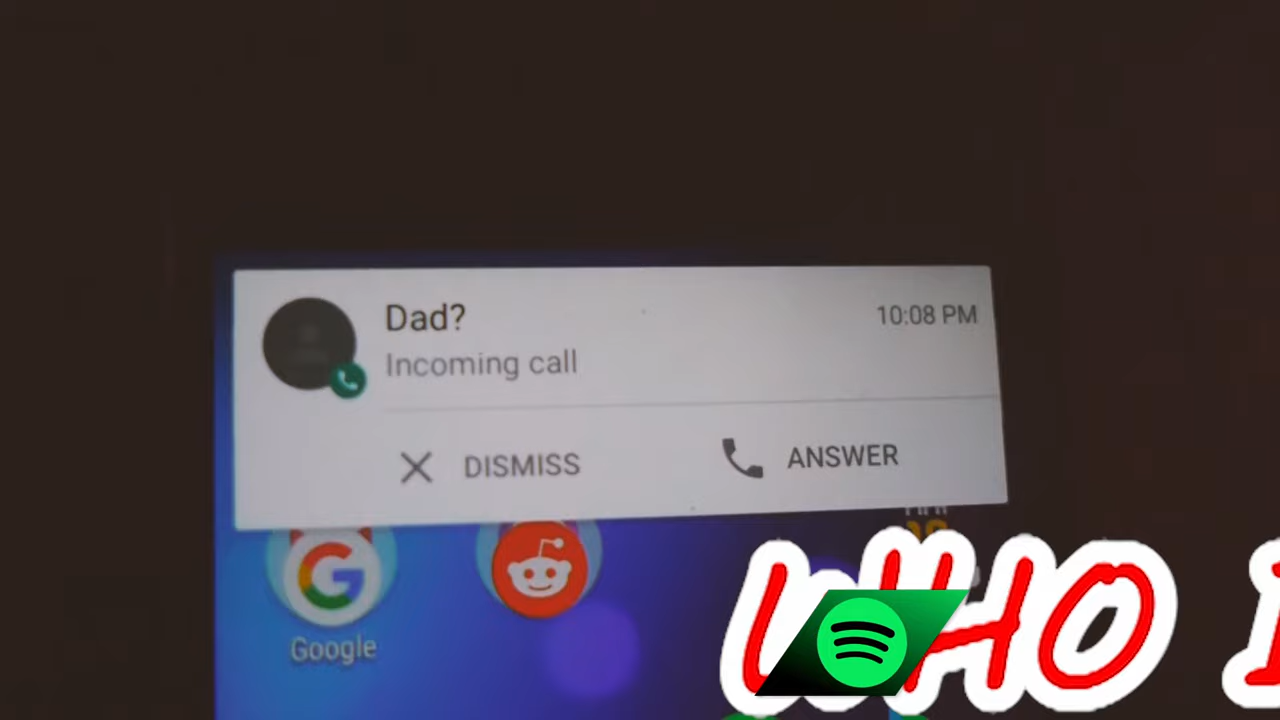 Dad?
10:08 PM
Incoming call
DISMISS
ANSWER
Google
WHO